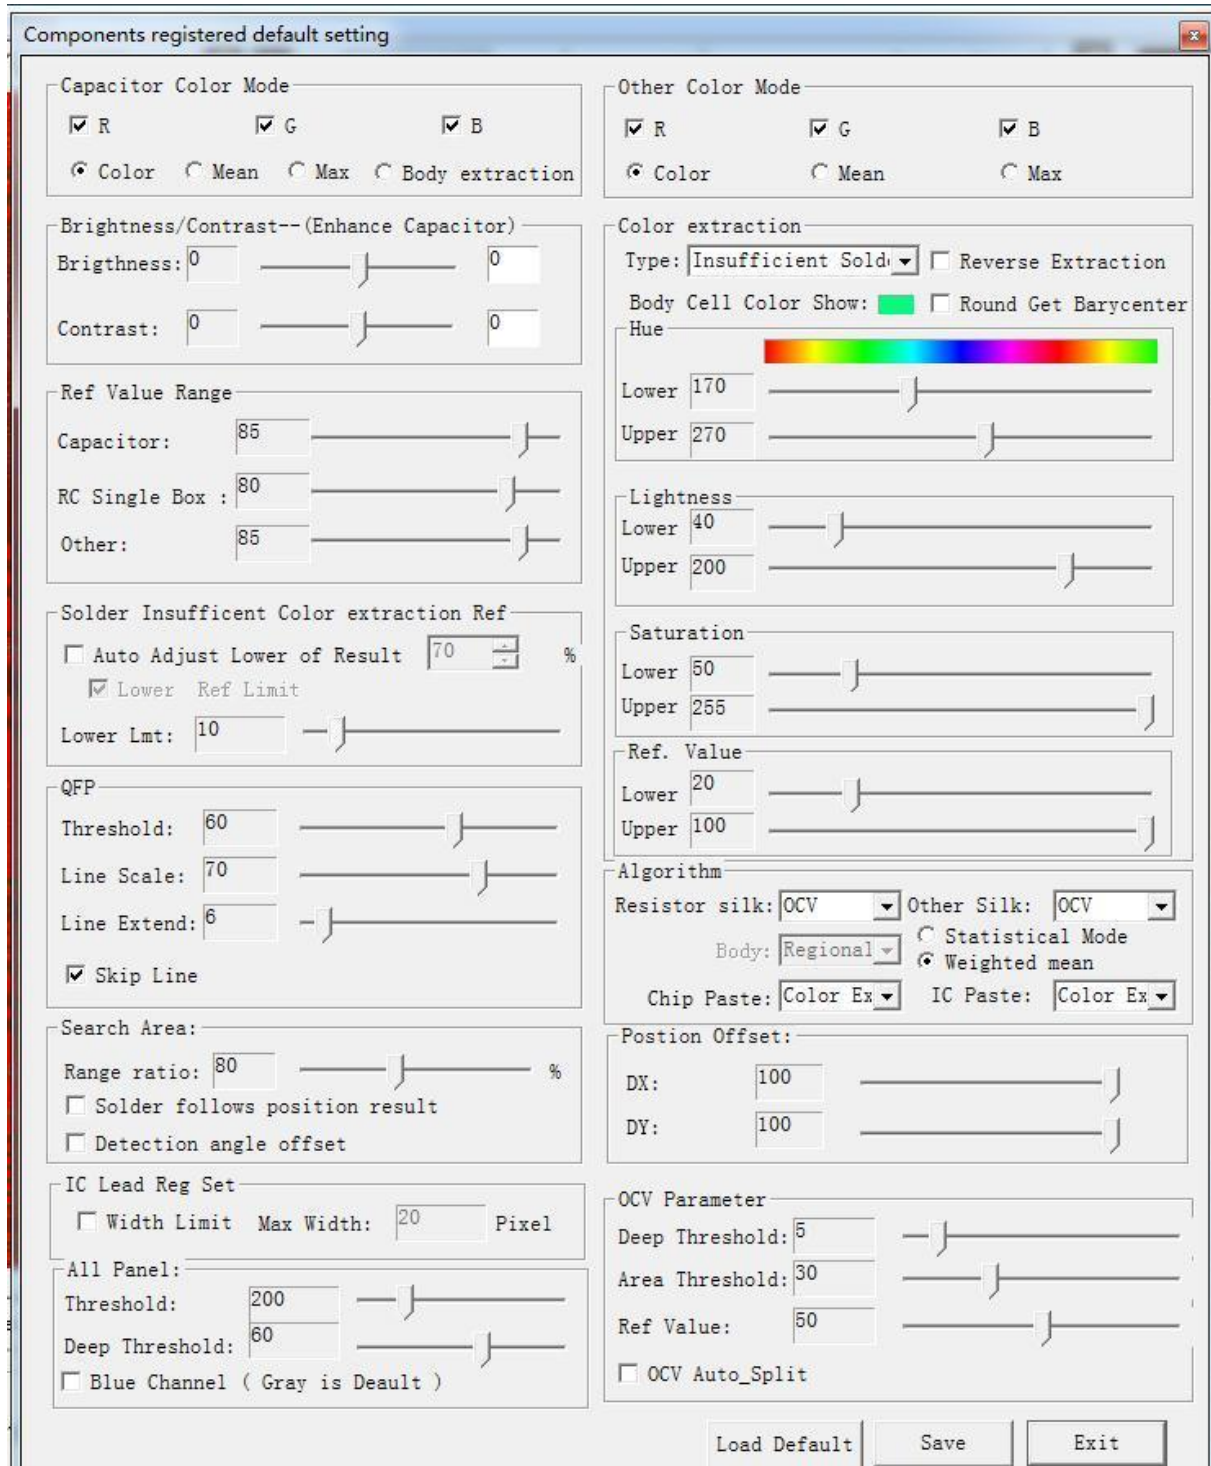 Components registered default setting
Capacitor Color Mode
R G B
Color Mean Max Body extraction
Brightness/Contrast--(Enhance Capacitor)
Brigthness: 0 0
Contrast: 0 0
Ref Value Range
Capacitor: 85
RC Single Box : 80
Other: 85
Solder Insufficent Color extraction Ref
Auto Adjust Lower of Result 70 %
Lower Ref Limit
Lower Lmt: 10
QFP
Threshold: 60
Line Scale: 70
Line Extend: 6
Skip Line
Search Area:
Range ratio: 80 %
Solder follows position result
Detection angle offset
IC Lead Reg Set
Width Limit Max Width: 20 Pixel
All Panel:
Threshold: 200
Deep Threshold: 60
Blue Channel ( Gray is Deault )
Other Color Mode
R G B
Color Mean Max
Color extraction
Type: Insufficient Sold Reverse Extraction
Body Cell Color Show: Round Get Barycenter
Hue
Lower 170
Upper 270
Lightness
Lower 40
Upper 200
Saturation
Lower 50
Upper 255
Ref. Value
Lower 20
Upper 100
Algorithm
Resistor silk: OCV Other Silk: OCV
Statistical Mode
Body: Regional Weighted mean
Chip Paste: Color Ex IC Paste: Color Ex
Postion Offset:
DX: 100
DY: 100
OCV Parameter
Deep Threshold: 5
Area Threshold: 30
Ref Value: 50
OCV Auto_Split
Load Default Save Exit